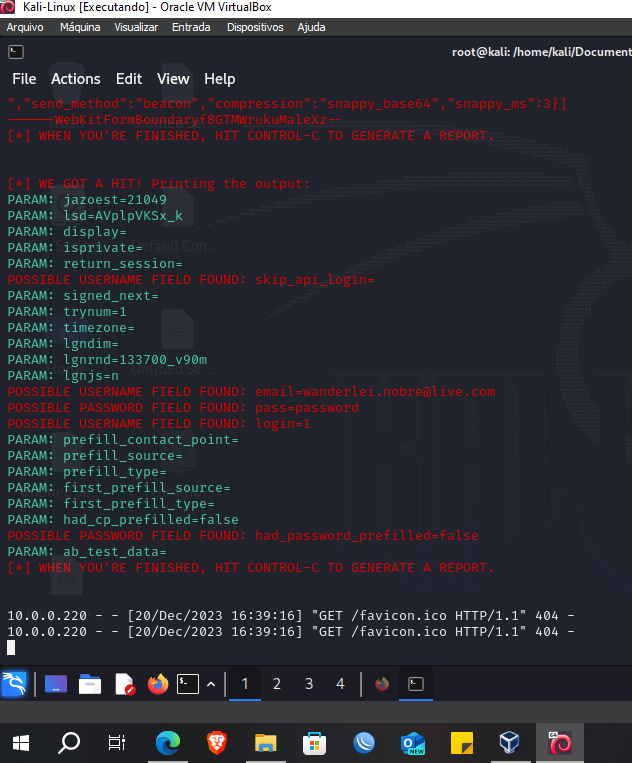 Kali-Linux [Executando] - Oracle VM VirtualBox
Arquivo Máquina Visualizar Entrada Dispositivos Ajuda
root@kali: /home/kali/Document
File Actions Edit View Help
","send_method":"beacon","compression":"snappy_base64","snappy_ms":3}]
------WebKitFormBoundaryf8GTMWrukuMaleXz--
[*] WHEN YOU'RE FINISHED, HIT CONTROL-C TO GENERATE A REPORT.
[*] WE GOT A HIT! Printing the output:
PARAM: jazoest=21049
PARAM: lsd=AVplpVKSx_k
PARAM: display=
PARAM: isprivate=
Default Con...
PARAM: return_session=
POSSIBLE USERNAME FIELD FOUND: skip_api_login=
PARAM: signed_next=
PARAM: trynum=1
PARAM: timezone=
PARAM: lgndim=
PARAM: lgnrnd=133700_v90m
PARAM: lgnjs=n
POSSIBLE USERNAME FIELD FOUND: email=wanderlei.nobre@live.com
POSSIBLE PASSWORD FIELD FOUND: pass=password
POSSIBLE USERNAME FIELD FOUND: login=1
PARAM: prefill_contact_point=
PARAM: prefill_source=
PARAM: prefill_type=
PARAM: first_prefill_source=
PARAM: first_prefill_type=
PARAM: had_cp_prefilled=false
POSSIBLE PASSWORD FIELD FOUND: had_password_prefilled=false
PARAM: ab_test_data=
[*] WHEN YOU'RE FINISHED, HIT CONTROL-C TO GENERATE A REPORT.
10.0.0.220 - - [20/Dec/2023 16:39:16] "GET /favicon.ico HTTP/1.1" 404 -
10.0.0.220 - - [20/Dec/2023 16:39:16] "GET /favicon.ico HTTP/1.1" 404 -
1 2 3 4
NEW
64